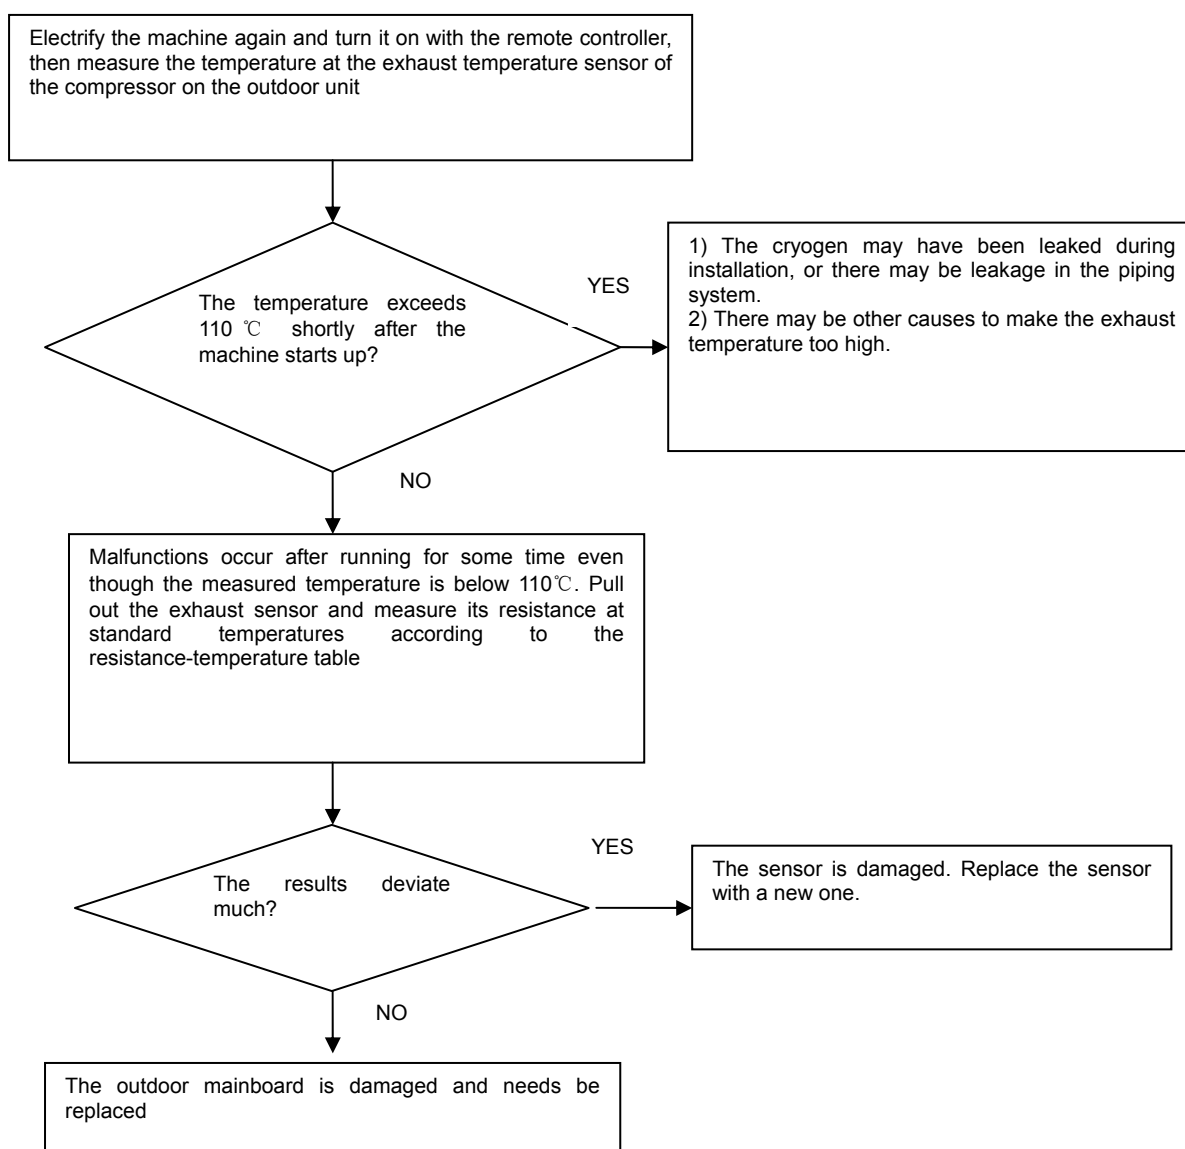 Electrify the machine again and turn it on with the remote controller,
then measure the temperature at the exhaust temperature sensor of
the compressor on the outdoor unit
The temperature exceeds
110 ℃ shortly after the
machine starts up?
YES
1) The cryogen may have been leaked during
installation, or there may be leakage in the piping
system.
2) There may be other causes to make the exhaust
temperature too high.
NO
Malfunctions occur after running for some time even
though the measured temperature is below 110℃. Pull
out the exhaust sensor and measure its resistance at
standard temperatures according to the
resistance-temperature table
The results deviate
much?
YES
The sensor is damaged. Replace the sensor
with a new one.
NO
The outdoor mainboard is damaged and needs be
replaced